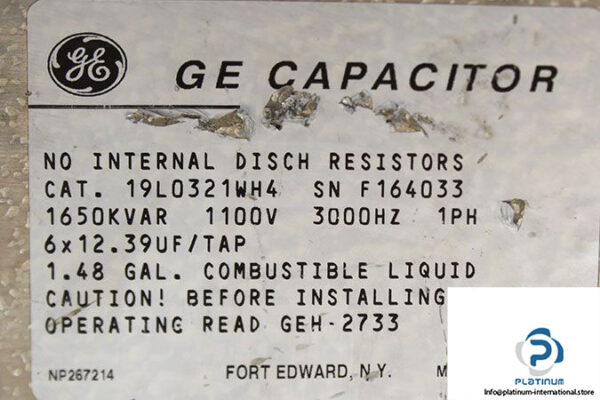 GE
GE CAPACITOR
NO INTERNAL DISCH RESISTORS
CAT. 19L0321WH4 SN F164033
1650KVAR 1100V 3000HZ 1PH
6x12.39UF/TAP
1.48 GAL. COMBUSTIBLE LIQUID
CAUTION! BEFORE INSTALLING
OPERATING READ GEH-2733
NP267214 FORT EDWARD, N.Y. M
PLATINUM
Info@platinum-international.store